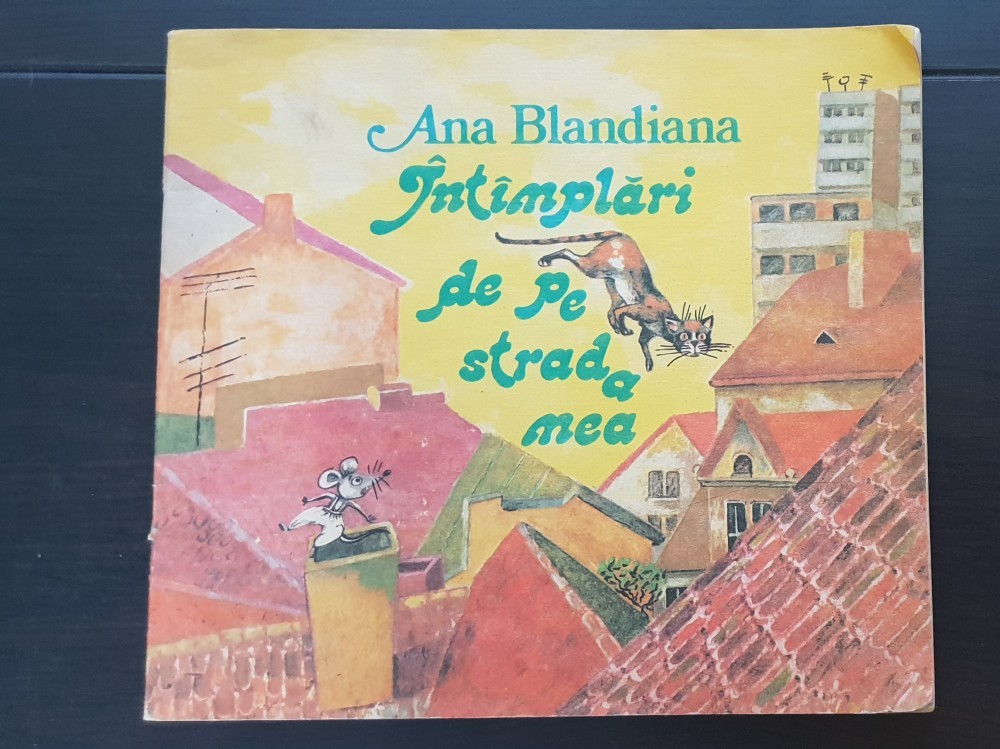 Ana Blandiana
Întîmplări
de pe
strada
mea